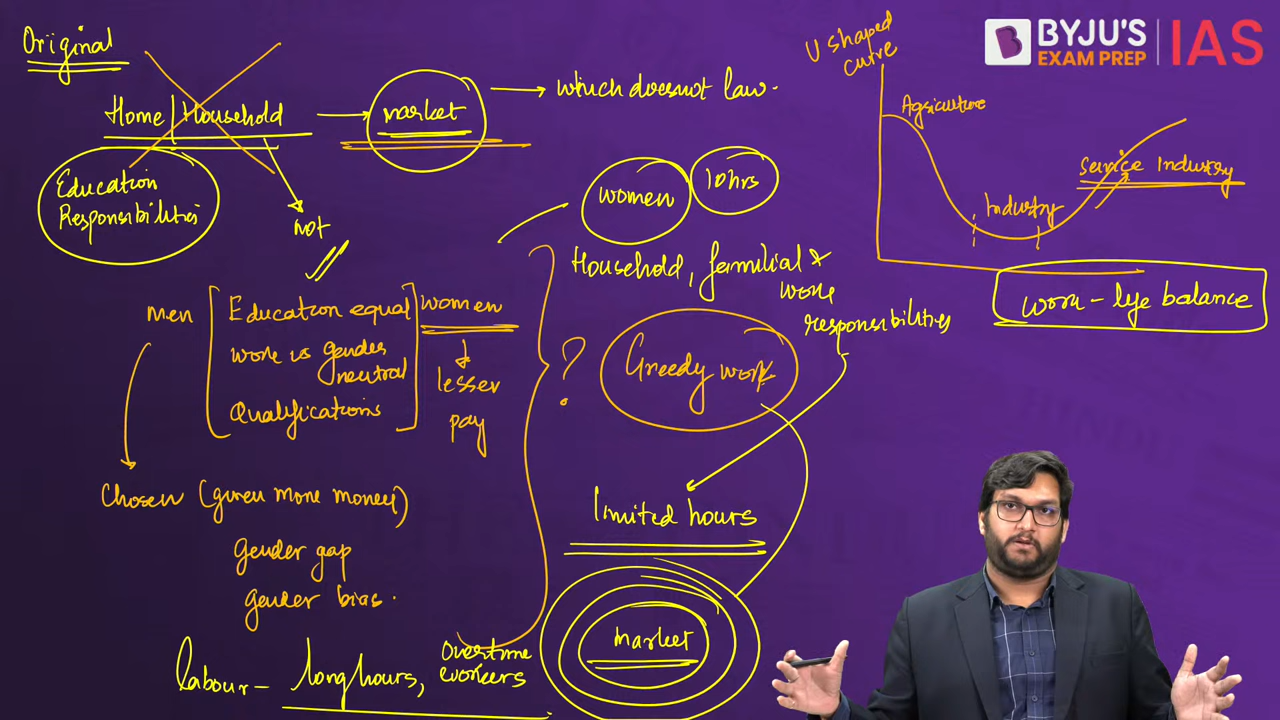 Original
Home | Household
market
which doesnot law.
Education
Responsibilities
not
men
Education equal
work is gender
neutral
Qualifications
women
lesser
pay
Chosen (given more money)
Gender gap
gender bias.
labour - long hours,
overtime
workers
women
10hrs
Household, familial &
work
responsibilities
?
Greedy work
limited hours
market
U shaped
curve
Agriculture
Industry
Service Industry
work - life balance
BYJU'S
EXAM PREP
IAS